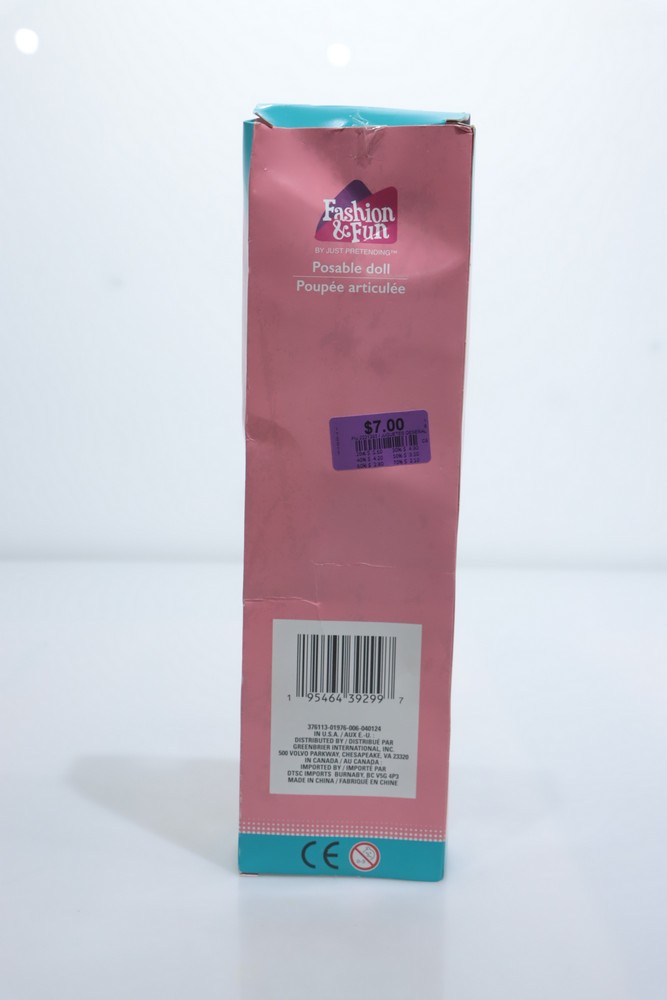 Fashion
&Fun
BY JUST PRETENDING™
Posable doll
Poupée articulée
$7.00
1 95464 39299 7
376113-01976-006-040124
IN U.S.A. / AUX E.-U. :
DISTRIBUTED BY / DISTRIBUÉ PAR
GREENBRIER INTERNATIONAL, INC.
500 VOLVO PARKWAY, CHESAPEAKE, VA 23320
IN CANADA / AU CANADA :
IMPORTED BY / IMPORTÉ PAR
DTSC IMPORTS BURNABY, BC V5G 4P3
MADE IN CHINA / FABRIQUÉ EN CHINE
CE